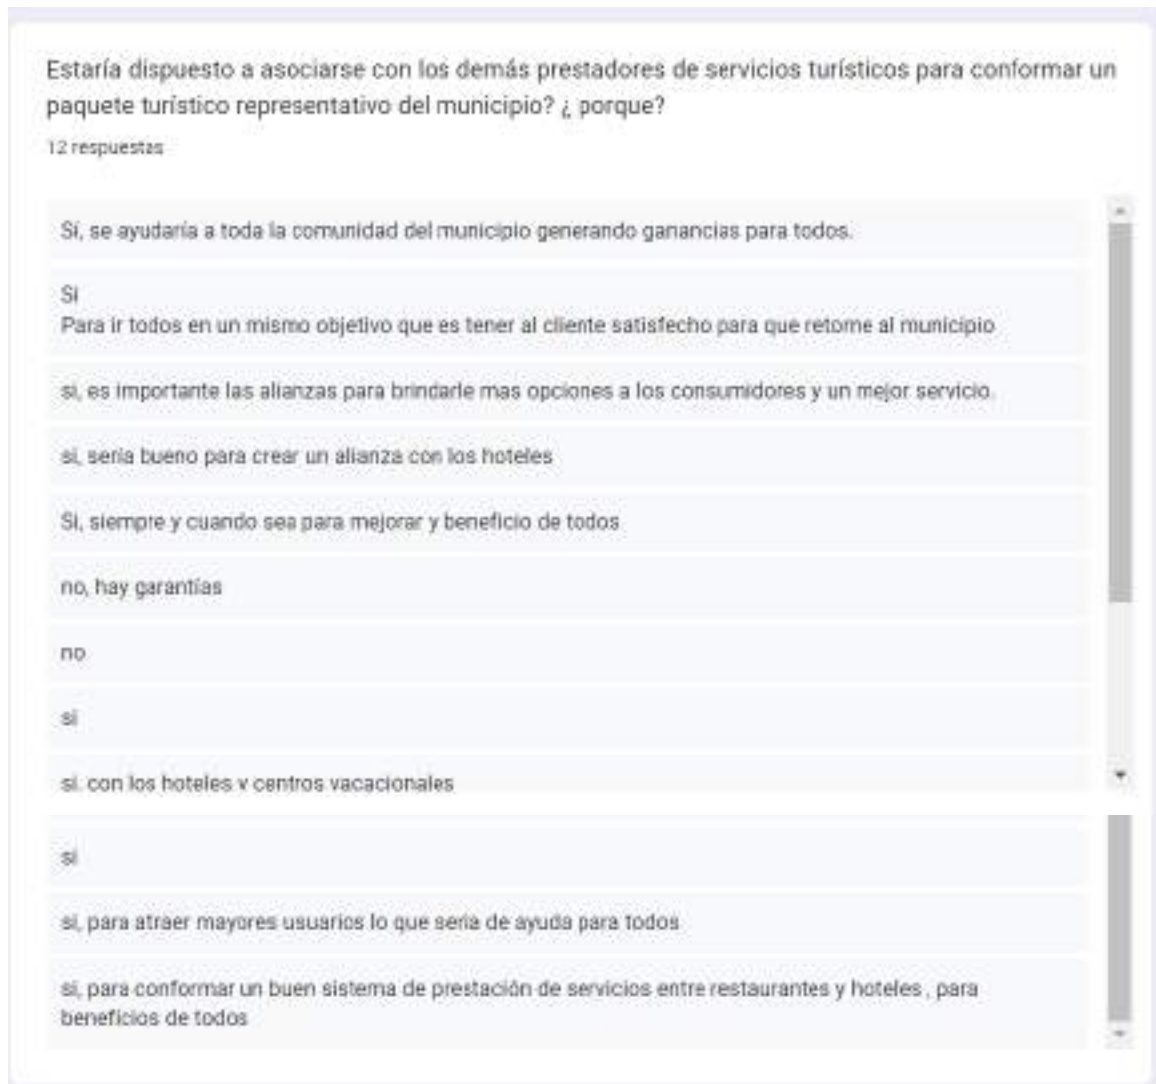 Estaría dispuesto a asociarse con los demás prestadores de servicios turísticos para conformar un
paquete turístico representativo del municipio? ¿ porque?
12 respuestas
Sí, se ayudaría a toda la comunidad del municipio generando ganancias para todos.
Si
Para ir todos en un mismo objetivo que es tener al cliente satisfecho para que retorne al municipio
si, es importante las alianzas para brindarle mas opciones a los consumidores y un mejor servicio.
si, seria bueno para crear un alianza con los hoteles
Si, siempre y cuando sea para mejorar y beneficio de todos
no, hay garantías
no
si
si. con los hoteles y centros vacacionales
si
si, para atraer mayores usuarios lo que seria de ayuda para todos
si, para conformar un buen sistema de prestación de servicios entre restaurantes y hoteles , para
beneficios de todos